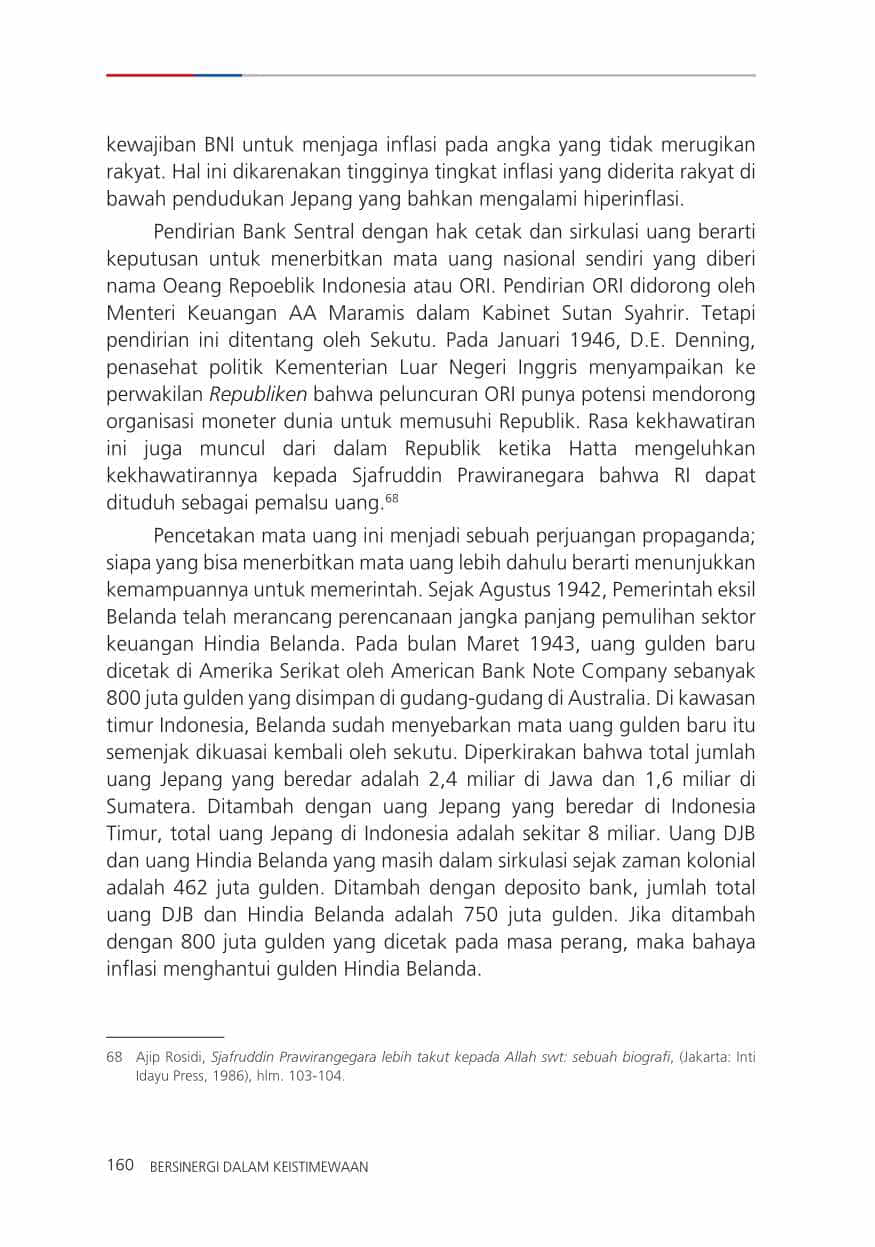 kewajiban BNI untuk menjaga inflasi pada angka yang tidak merugikan
rakyat. Hal ini dikarenakan tingginya tingkat inflasi yang diderita rakyat di
bawah pendudukan Jepang yang bahkan mengalami hiperinflasi.
Pendirian Bank Sentral dengan hak cetak dan sirkulasi uang berarti
keputusan untuk menerbitkan mata uang nasional sendiri yang diberi
nama Oeang Repoeblik Indonesia atau ORI. Pendirian ORI didorong oleh
Menteri Keuangan AA Maramis dalam Kabinet Sutan Syahrir. Tetapi
pendirian ini ditentang oleh Sekutu. Pada Januari 1946, D.E. Denning,
penasehat politik Kementerian Luar Negeri Inggris menyampaikan ke
perwakilan Republiken bahwa peluncuran ORI punya potensi mendorong
organisasi moneter dunia untuk memusuhi Republik. Rasa kekhawatiran
ini juga muncul dari dalam Republik ketika Hatta mengeluhkan
kekhawatirannya kepada Sjafruddin Prawiranegara bahwa RI dapat
dituduh sebagai pemalsu uang.68
Pencetakan mata uang ini menjadi sebuah perjuangan propaganda;
siapa yang bisa menerbitkan mata uang lebih dahulu berarti menunjukkan
kemampuannya untuk memerintah. Sejak Agustus 1942, Pemerintah eksil
Belanda telah merancang perencanaan jangka panjang pemulihan sektor
keuangan Hindia Belanda. Pada bulan Maret 1943, uang gulden baru
dicetak di Amerika Serikat oleh American Bank Note Company sebanyak
800 juta gulden yang disimpan di gudang-gudang di Australia. Di kawasan
timur Indonesia, Belanda sudah menyebarkan mata uang gulden baru itu
semenjak dikuasai kembali oleh sekutu. Diperkirakan bahwa total jumlah
uang Jepang yang beredar adalah 2,4 miliar di Jawa dan 1,6 miliar di
Sumatera. Ditambah dengan uang Jepang yang beredar di Indonesia
Timur, total uang Jepang di Indonesia adalah sekitar 8 miliar. Uang DJB
dan uang Hindia Belanda yang masih dalam sirkulasi sejak zaman kolonial
adalah 462 juta gulden. Ditambah dengan deposito bank, jumlah total
uang DJB dan Hindia Belanda adalah 750 juta gulden. Jika ditambah
dengan 800 juta gulden yang dicetak pada masa perang, maka bahaya
inflasi menghantui gulden Hindia Belanda.
68 Ajip Rosidi, Sjafruddin Prawirangegara lebih takut kepada Allah swt: sebuah biografi, (Jakarta: Inti
Idayu Press, 1986), hlm. 103-104.
160 BERSINERGI DALAM KEISTIMEWAAN